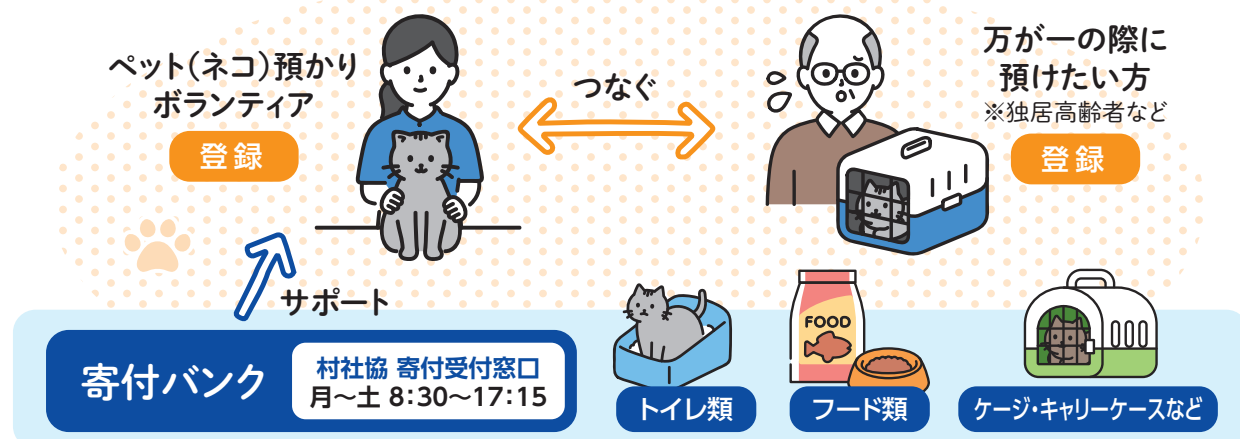 ペット(ネコ)預かり
ボランティア
登録
つなぐ
万が一の際に
預けたい方
※独居高齢者など
登録
サポート
寄付バンク
村社協 寄付受付窓口
月～土 8:30～17:15
FOOD
トイレ類
フード類
ケージ・キャリーケースなど